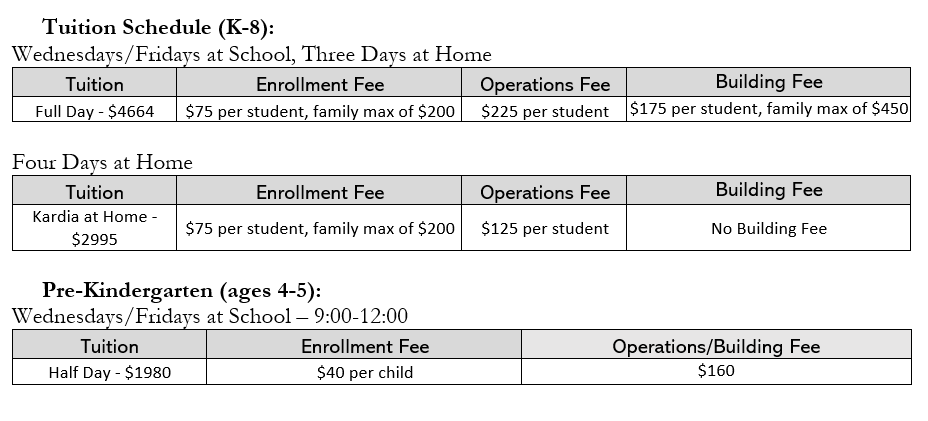 Tuition Schedule (K-8):
Wednesdays/Fridays at School, Three Days at Home
Tuition Enrollment Fee Operations Fee Building Fee
Full Day - $4664 $75 per student, family max of $200 $225 per student $175 per student, family max of $450
Four Days at Home
Tuition Enrollment Fee Operations Fee Building Fee
Kardia at Home -
$2995 $75 per student, family max of $200 $125 per student No Building Fee
Pre-Kindergarten (ages 4-5):
Wednesdays/Fridays at School – 9:00-12:00
Tuition Enrollment Fee Operations/Building Fee
Half Day - $1980 $40 per child $160